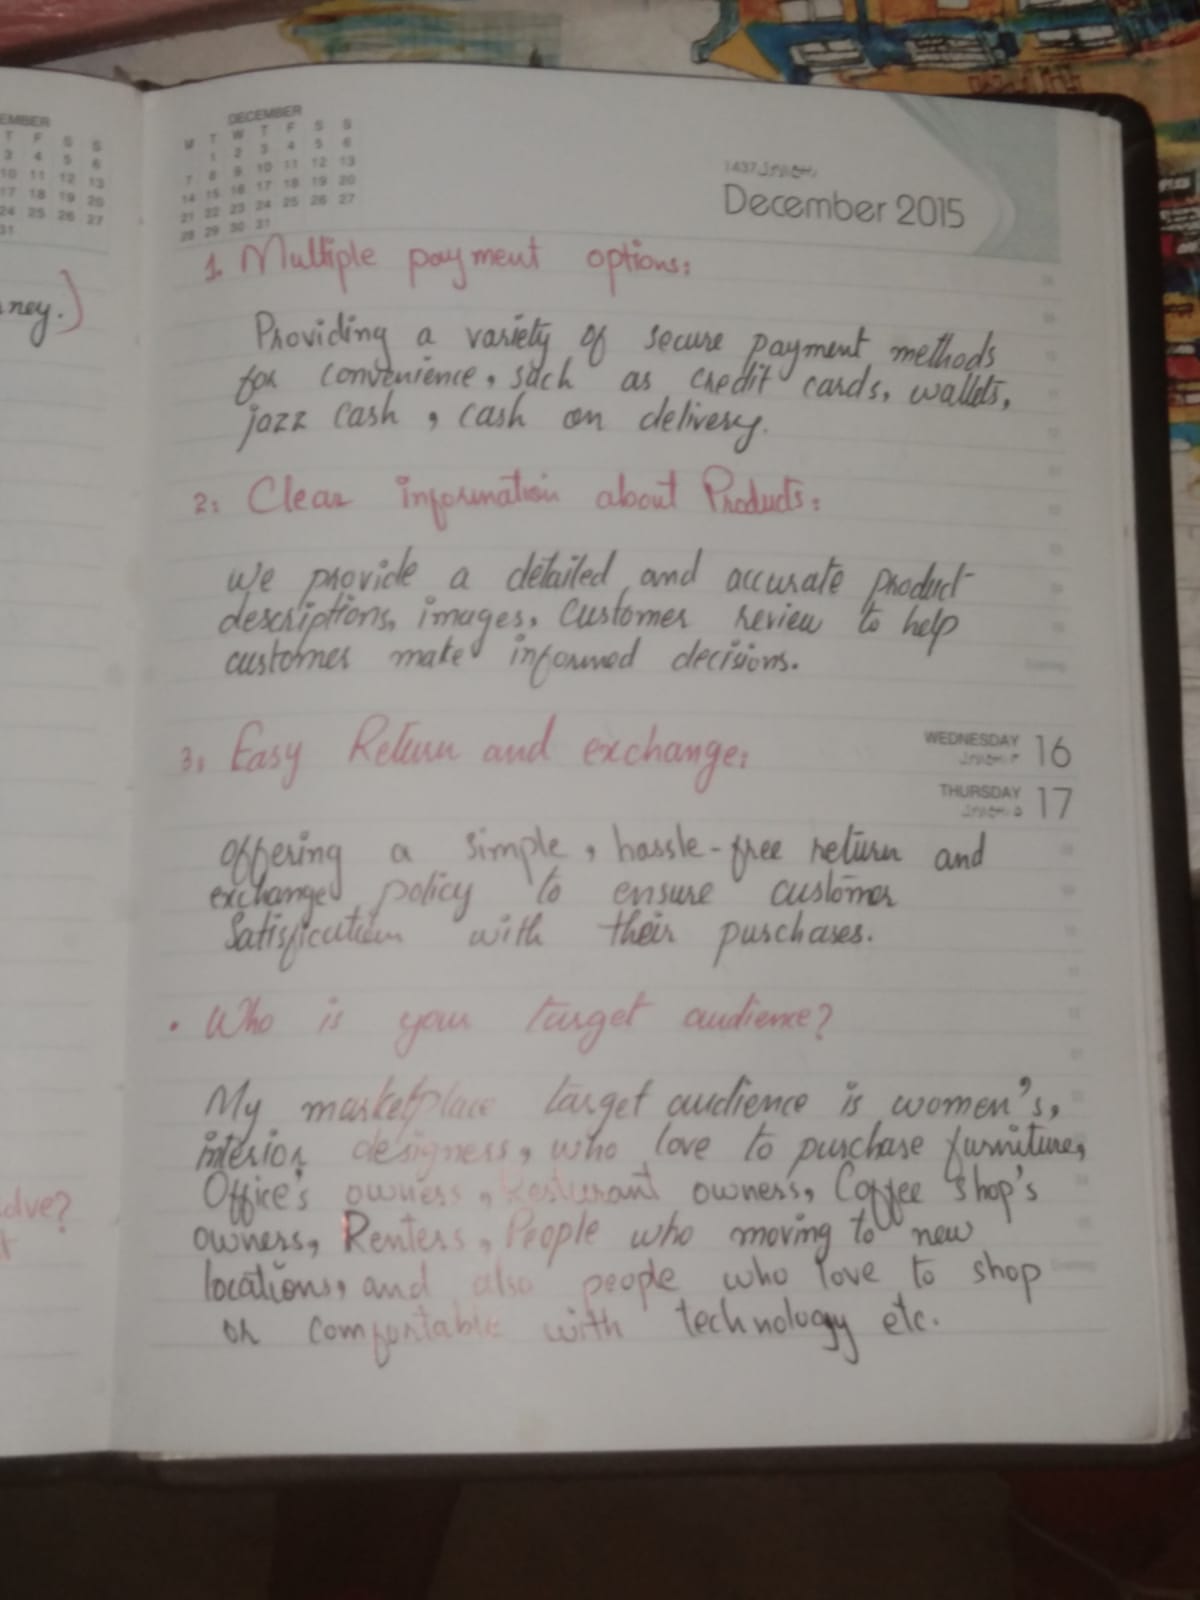 EMBER
T F S S
3 4 5 6
10 11 12 13
17 18 19 20
24 25 26 27
31
ney.)
olve?
DECEMBER
M T W T F S S
1 2 3 4 5 6
7 8 9 10 11 12 13
14 15 16 17 18 19 20
21 22 23 24 25 26 27
28 29 30 31
1437
December 2015
1. Multiple payment options:
Providing a variety of secure payment methods
for convenience, such as credit cards, wallets,
jazz cash, cash on delivery.
2: Clear information about Products:
We provide a detailed and accurate product
descriptions, images, Customer review to help
customer make informed decisions.
3: Easy Return and exchange:
WEDNESDAY 16
THURSDAY 17
Offering a simple, hassle-free return and
exchange policy to ensure customer
Satisfication with their purchases.
• Who is your target audience?
My marketplace target audience is women's,
interior designers, who love to purchase furniture,
Office's owners, Resturant owners, Coffee shop's
owners, Renters, People who moving to new
locations, and also people who love to shop
or comfortable with technology etc.